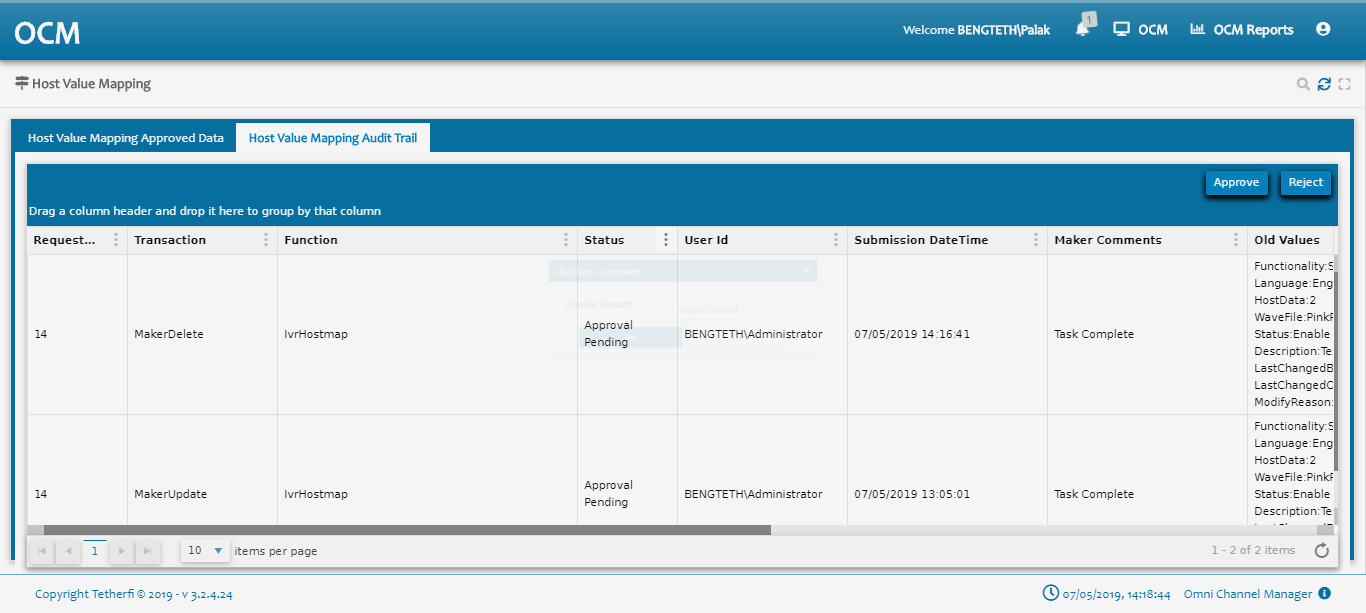 OCM
Welcome BENGTETH\Palak
1
OCM
OCM Reports
Host Value Mapping
Host Value Mapping Approved Data
Host Value Mapping Audit Trail
Approve
Reject
Drag a column header and drop it here to group by that column
Request...
Transaction
Function
Status
User Id
Submission DateTime
Maker Comments
Old Values
Checker Comment
Checker Reason*
14
MakerDelete
IvrHostmap
Approval
Pending
BENGTETH\Administrator
07/05/2019 14:16:41
Task Complete
Functionality:S
Language:Eng
HostData:2
WaveFile:PinkF
Status:Enable
Description:Te
LastChangedB
LastChangedO
ModifyReason:
14
MakerUpdate
IvrHostmap
Approval
Pending
BENGTETH\Administrator
07/05/2019 13:05:01
Task Complete
Functionality:S
Language:Eng
HostData:2
WaveFile:PinkF
Status:Enable
Description:Te
1
10
items per page
1 - 2 of 2 items
Copyright Tetherfi © 2019 - v 3.2.4.24
07/05/2019, 14:18:44
Omni Channel Manager